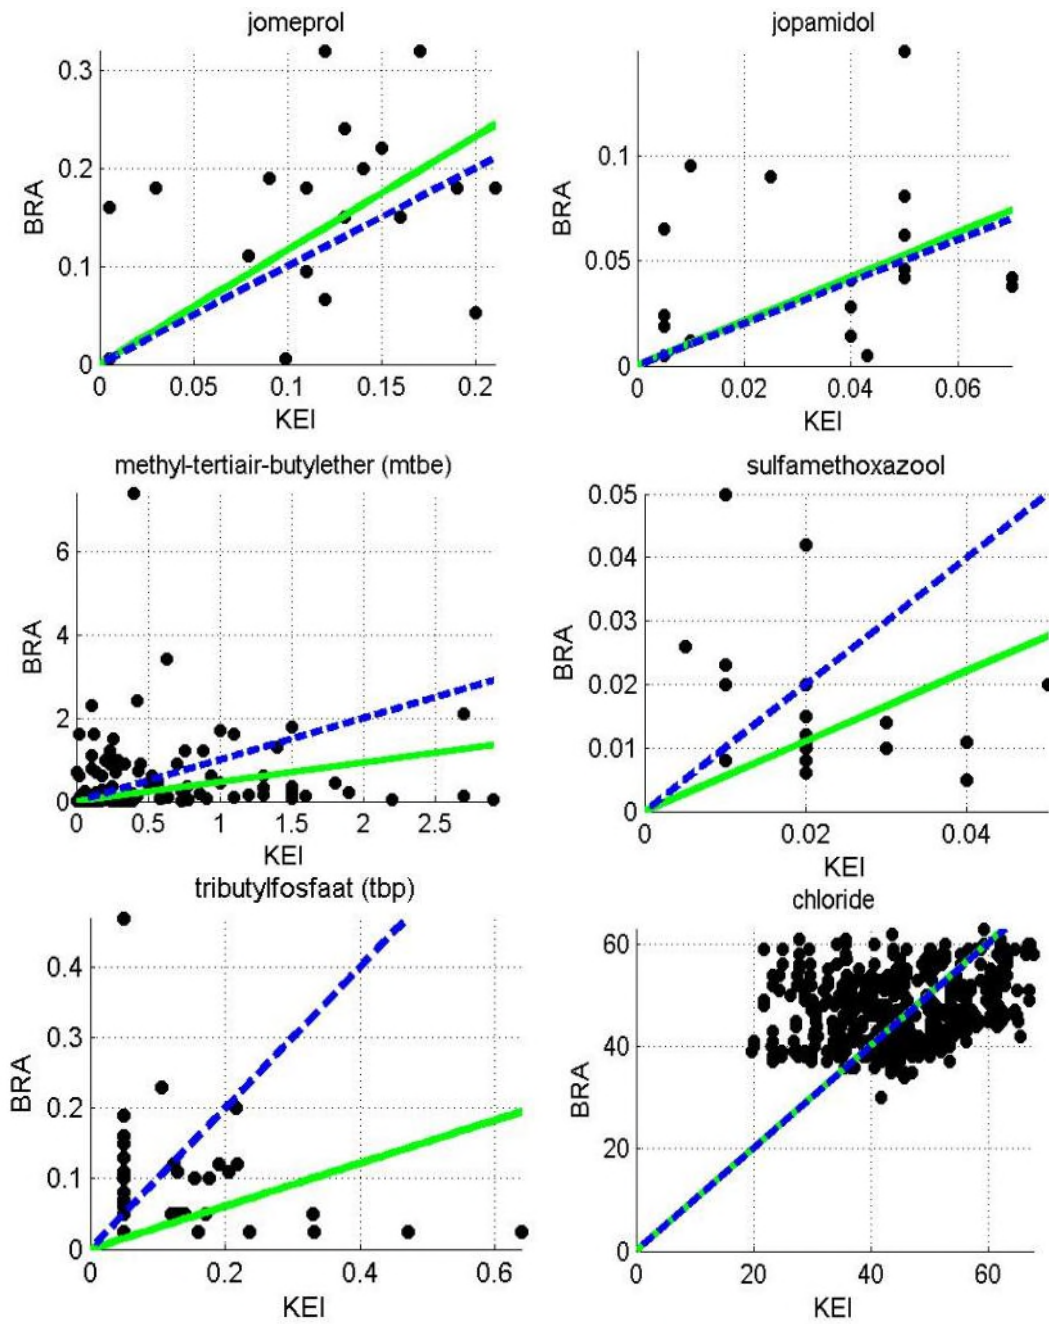 jomeprol
0.3
0.2
0.1
0
BRA
0 0.05 0.1 0.15 0.2
KEI
jopamidol
0.1
0.05
0
BRA
0 0.02 0.04 0.06
KEI
methyl-tertiair-butylether (mtbe)
6
4
2
0
BRA
0 0.5 1 1.5 2 2.5
KEI
sulfamethoxazool
0.05
0.04
0.03
0.02
0.01
0
BRA
0 0.02 0.04
KEI
tributylfosfaat (tbp)
0.4
0.3
0.2
0.1
0
BRA
0 0.2 0.4 0.6
KEI
chloride
60
40
20
0
BRA
0 20 40 60
KEI